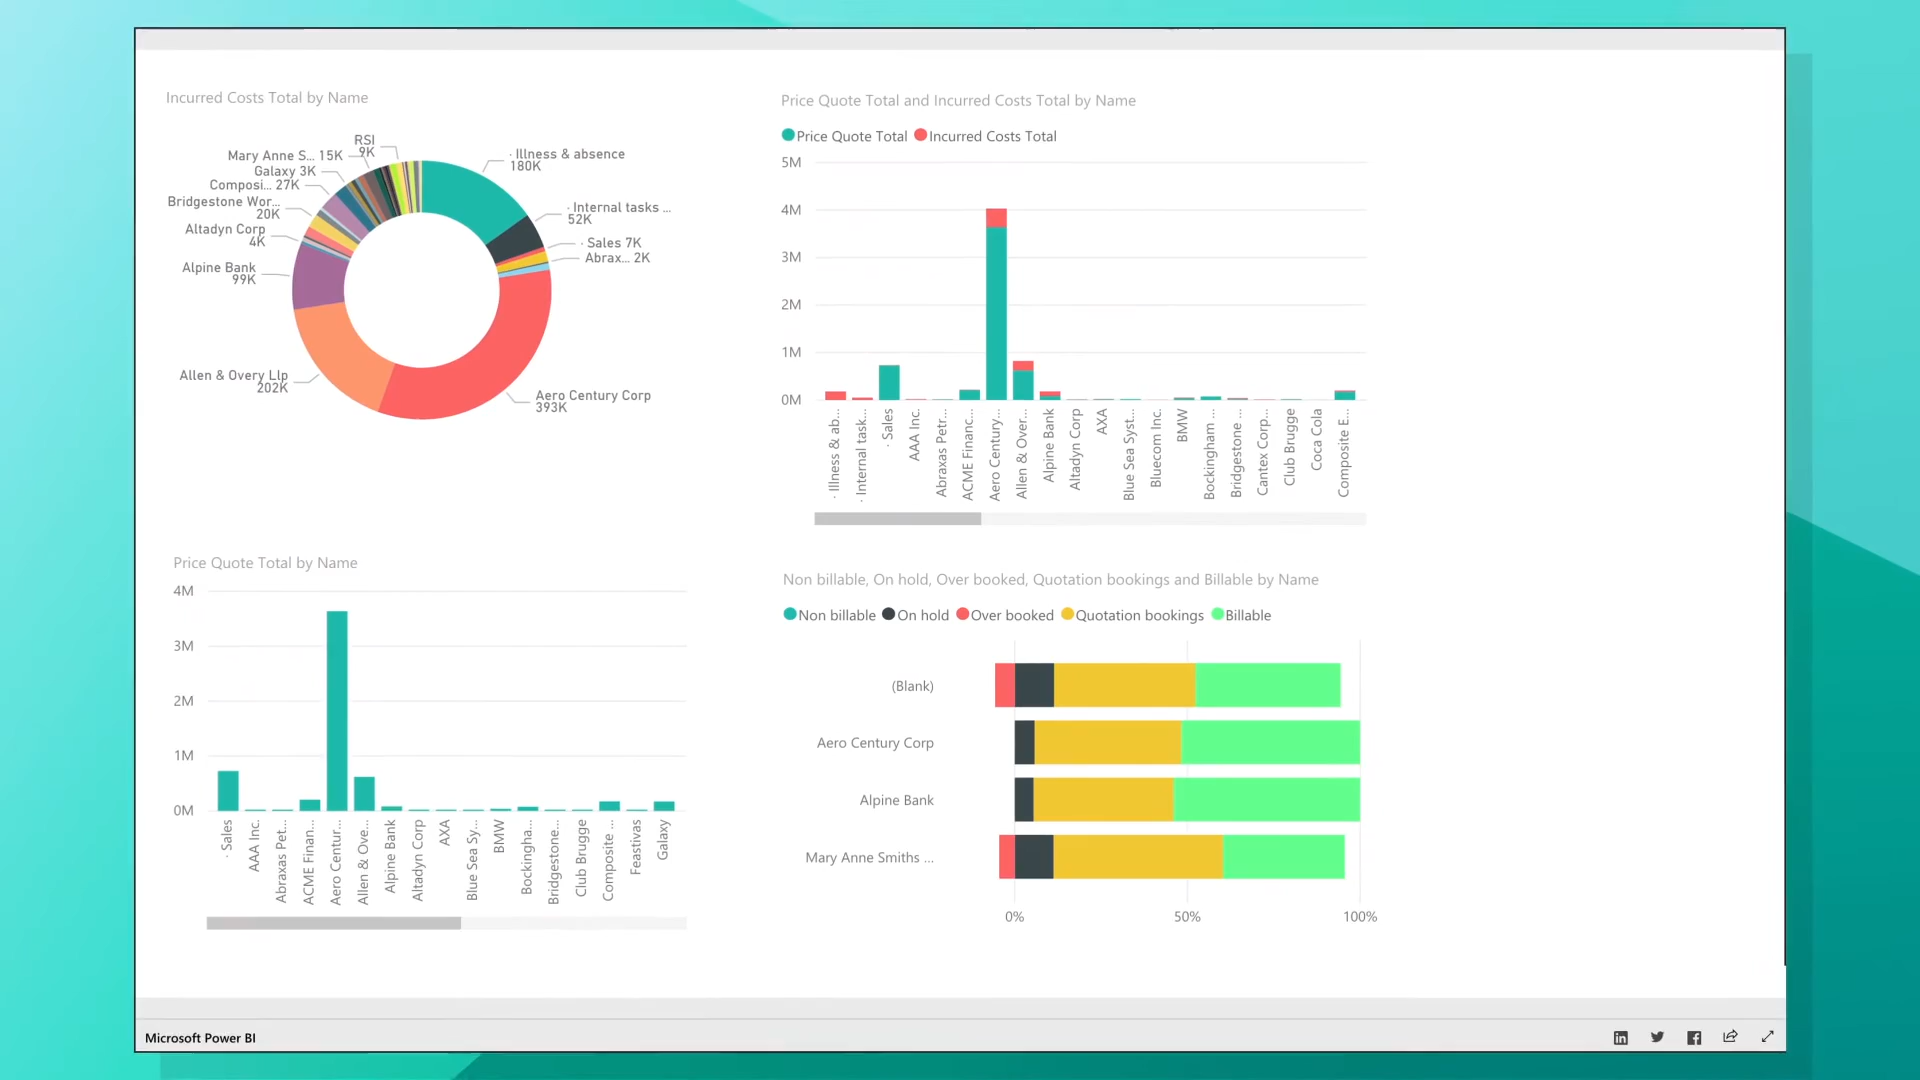 Incurred Costs Total by Name
RSI
9K
Mary Anne S... 15K
Galaxy 3K
Composi... 27K
Bridgestone Wor...
20K
Altadyn Corp
4K
Alpine Bank
99K
Allen & Overy Llp
202K
· Illness & absence
180K
· Internal tasks ...
52K
· Sales 7K
Abrax... 2K
Aero Century Corp
393K
Price Quote Total and Incurred Costs Total by Name
Price Quote Total Incurred Costs Total
5M
4M
3M
2M
1M
0M
· Illness & ab...
· Internal task...
· Sales
AAA Inc.
Abraxas Petr...
ACME Financ...
Aero Century...
Allen & Over...
Alpine Bank
Altadyn Corp
AXA
Blue Sea Syst...
Bluecom Inc.
BMW
Bockingham ...
Bridgestone ...
Cantex Corp...
Club Brugge
Coca Cola
Composite E...
Price Quote Total by Name
4M
3M
2M
1M
0M
· Sales
AAA Inc.
Abraxas Pet...
ACME Finan...
Aero Centur...
Allen & Ove...
Alpine Bank
Altadyn Corp
AXA
Blue Sea Sy...
BMW
Bockingha...
Bridgestone...
Club Brugge
Composite ...
Feastivas
Galaxy
Non billable, On hold, Over booked, Quotation bookings and Billable by Name
Non billable On hold Over booked Quotation bookings Billable
(Blank)
Aero Century Corp
Alpine Bank
Mary Anne Smiths ...
0% 50% 100%
Microsoft Power BI